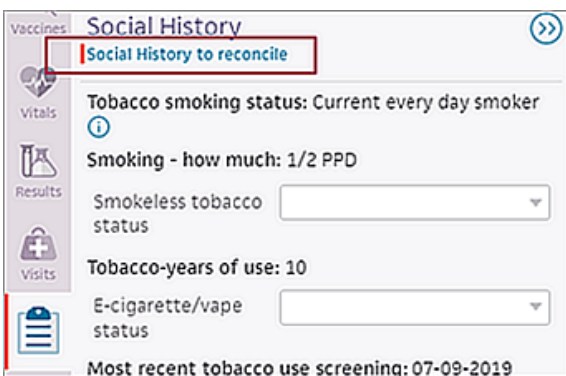 Vaccines
Social History
Social History to reconcile
Vitals
Tobacco smoking status: Current every day smoker
Smoking - how much: 1/2 PPD
Results
Smokeless tobacco
status
Visits
Tobacco-years of use: 10
E-cigarette/vape
status
Most recent tobacco use screening: 07-09-2019